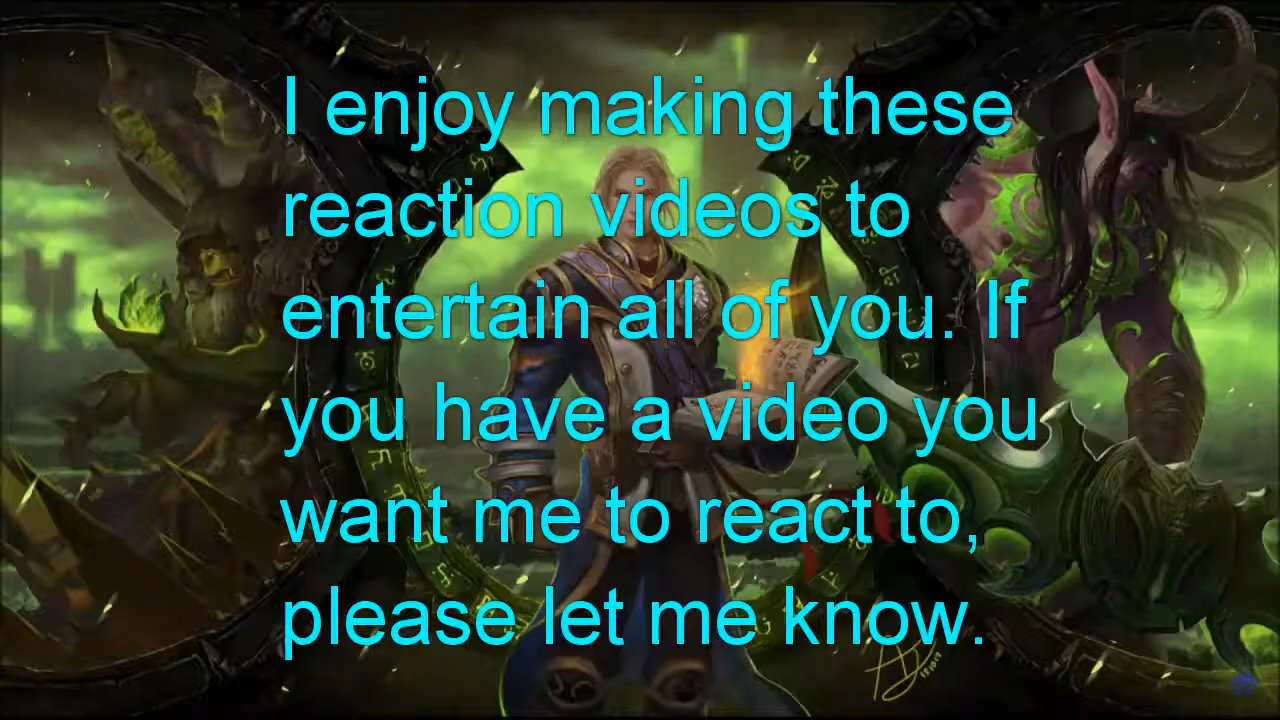 I enjoy making these
reaction videos to
entertain all of you. If
you have a video you
want me to react to,
please let me know.